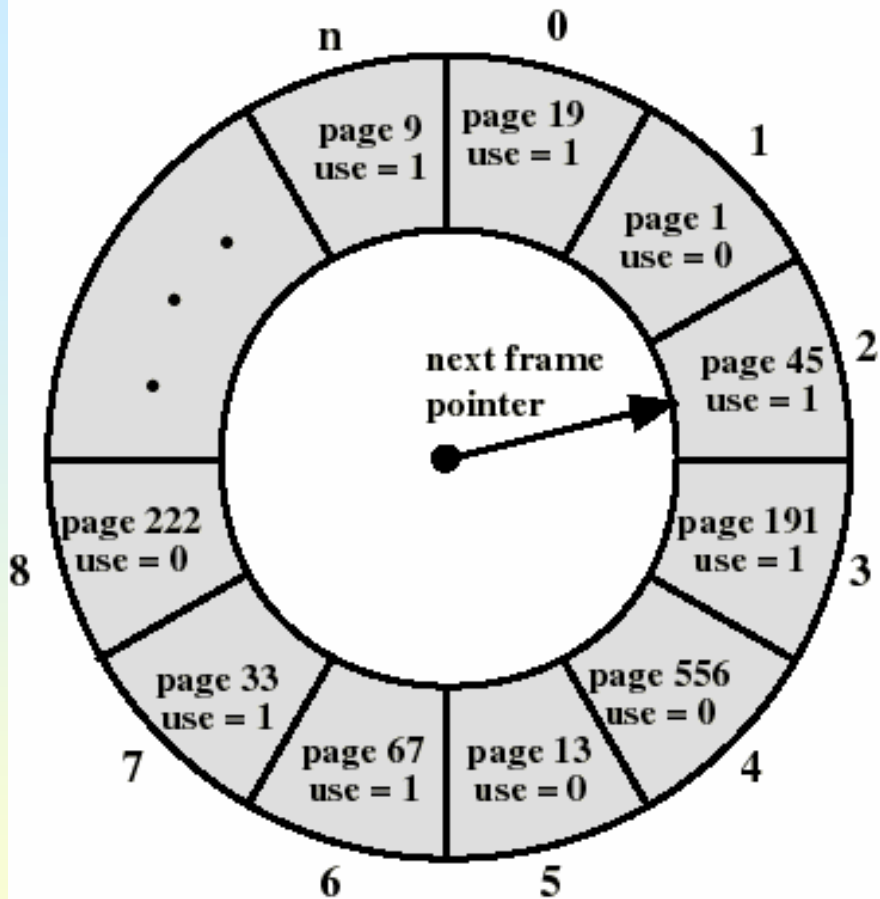 n
0
page 9
use = 1
page 19
use = 1
1
page 1
use = 0
2
page 45
use = 1
next frame
pointer
3
page 191
use = 1
4
page 556
use = 0
5
page 13
use = 0
6
page 67
use = 1
7
page 33
use = 1
8
page 222
use = 0